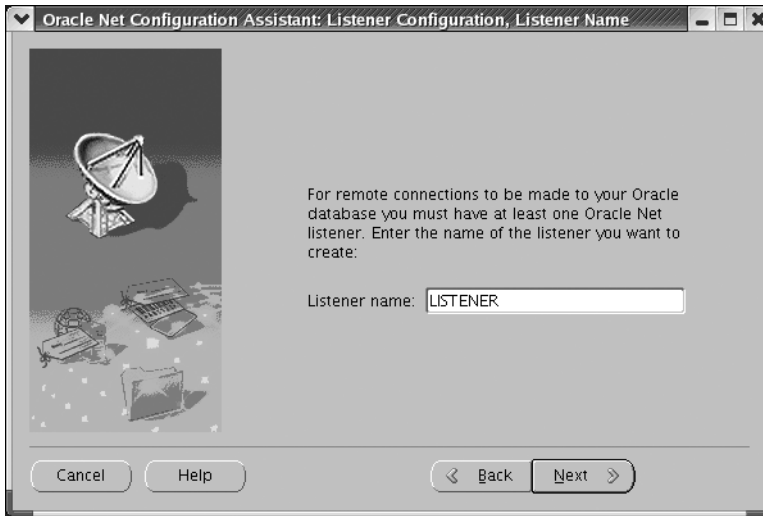 Oracle Net Configuration Assistant: Listener Configuration, Listener Name
For remote connections to be made to your Oracle
database you must have at least one Oracle Net
listener. Enter the name of the listener you want to
create:
Listener name: LISTENER
Cancel Help Back Next